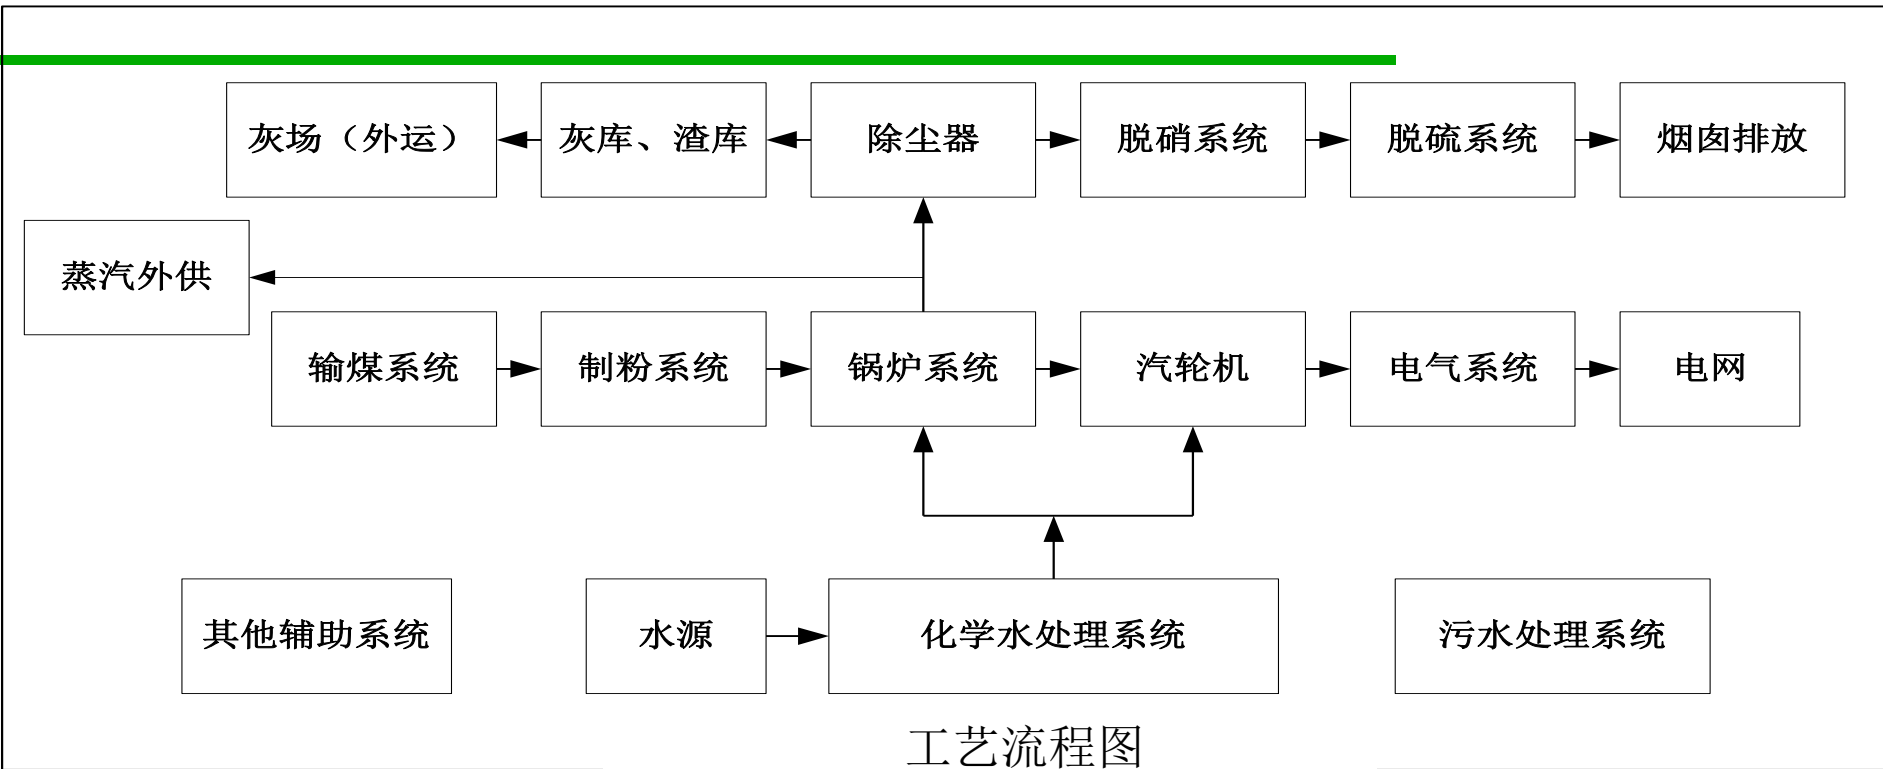 灰场（外运）
灰库、渣库
除尘器
脱硝系统
脱硫系统
烟囱排放
蒸汽外供
输煤系统
制粉系统
锅炉系统
汽轮机
电气系统
电网
其他辅助系统
水源
化学水处理系统
污水处理系统
工艺流程图